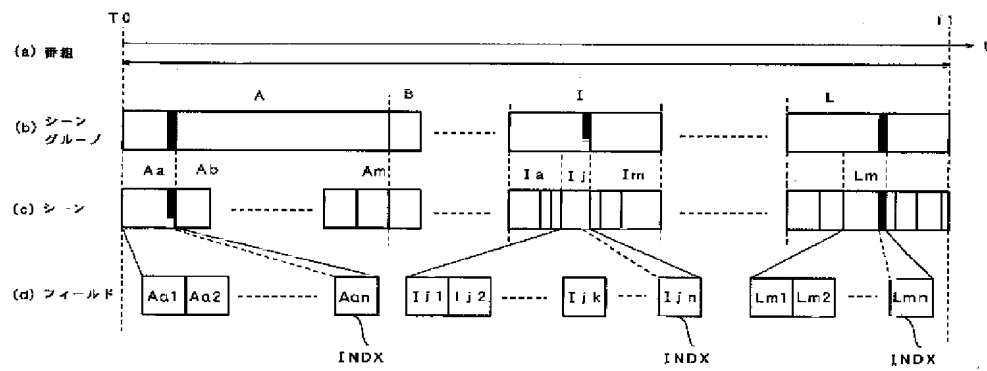 T0 T1
(a) 番組 t
A B I L
(b) シーン
グループ
Aa Ab Am Ia Ij Im Lm
(c) シーン
(d) フィールド Aa1 Aa2 Aan Ij1 Ij2 Ijk Ijn Lm1 Lm2 Lmn
INDX INDX INDX